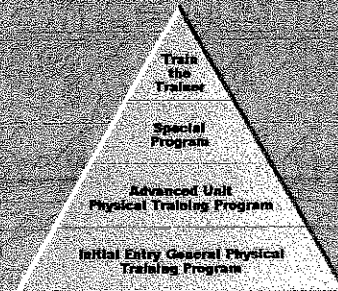 Train
the
Trainer
Special
Program
Advanced Unit
Physical Training Program
Initial Entry General Physical
Training Program